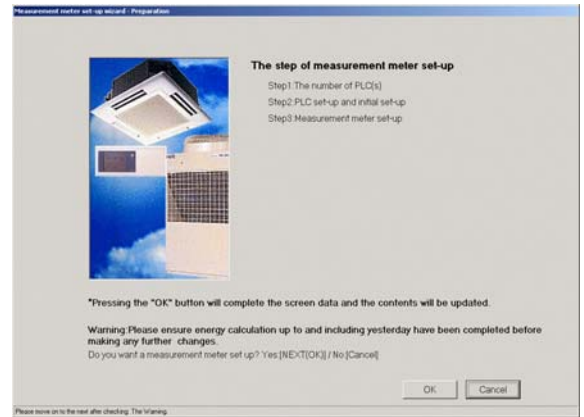 Measurement meter set-up wizard - Preparation
The step of measurement meter set-up
Step1.The number of PLC(s)
Step2.PLC set-up and initial set-up
Step3.Measurement meter set-up
*Pressing the "OK" button will complete the screen data and the contents will be updated.
Warning:Please ensure energy calculation up to and including yesterday have been completed before
making any further changes.
Do you want a measurement meter set up? Yes:[NEXT(OK)] / No:[Cancel]
OK
Cancel
Please move on to the next after checking The Warning.